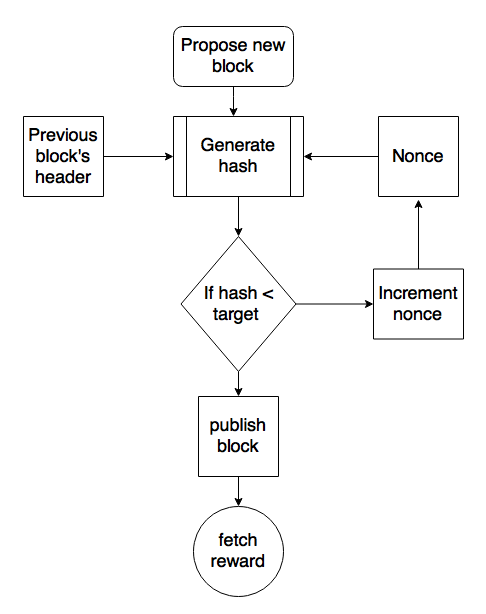 Propose new
block
Previous
block's
header
Generate
hash
Nonce
If hash <
target
Increment
nonce
publish
block
fetch
reward